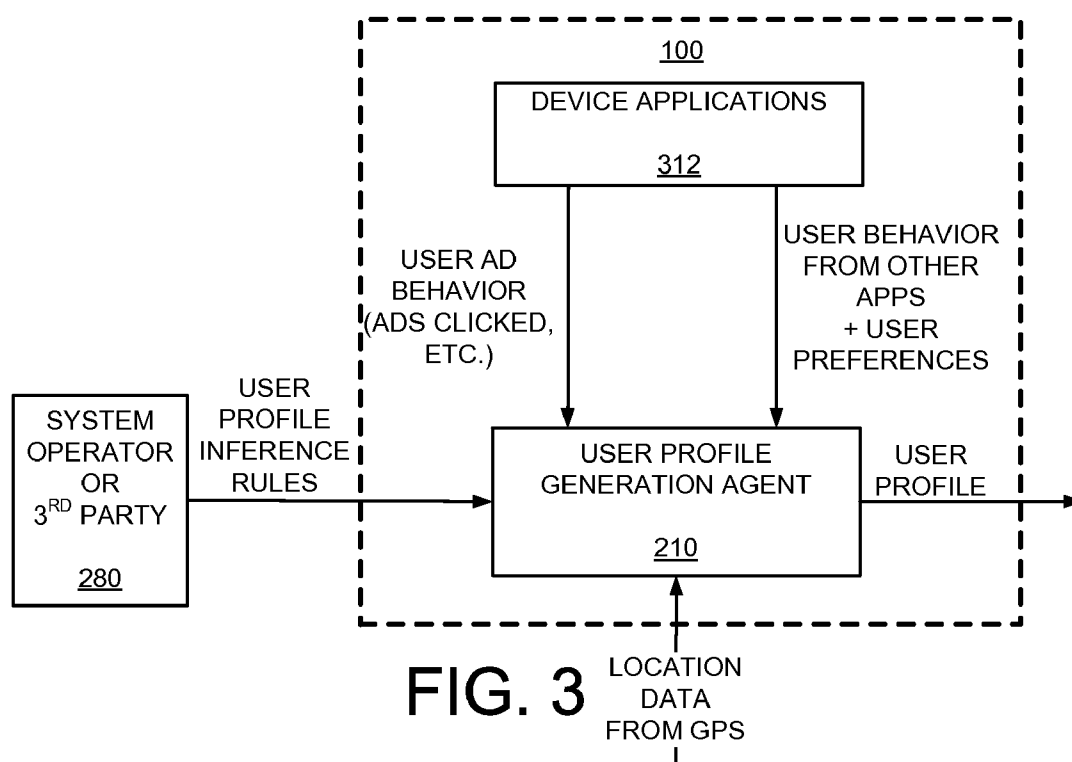 100
DEVICE APPLICATIONS
312
USER AD
BEHAVIOR
(ADS CLICKED,
ETC.)
USER BEHAVIOR
FROM OTHER
APPS
+ USER
PREFERENCES
SYSTEM
OPERATOR
OR
3RD PARTY
280
USER
PROFILE
INFERENCE
RULES
USER PROFILE
GENERATION AGENT
210
USER
PROFILE
LOCATION
DATA
FROM GPS
FIG. 3